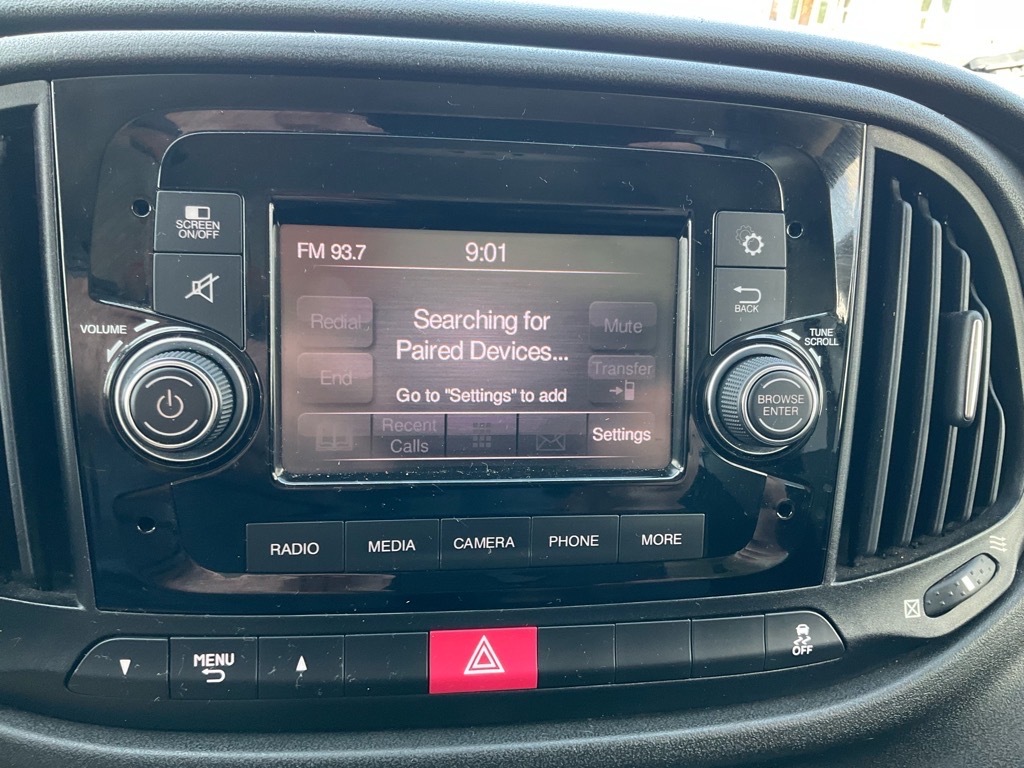 SCREEN
ON/OFF
VOLUME
FM 93.7
9:01
Redial
End
Searching for
Paired Devices...
Go to "Settings" to add
Mute
Transfer
Recent
Calls
Settings
BACK
TUNE
SCROLL
BROWSE
ENTER
RADIO
MEDIA
CAMERA
PHONE
MORE
MENU
OFF